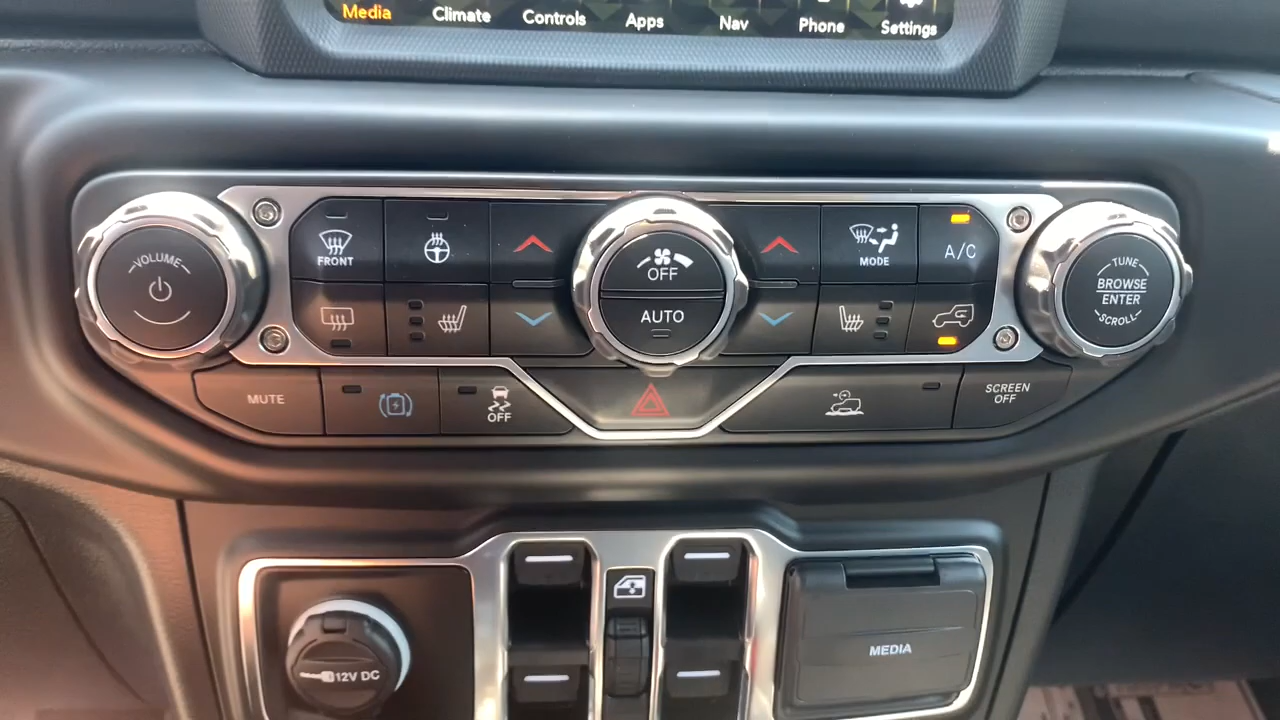 Media Climate Controls Apps Nav Phone Settings
VOLUME
FRONT
OFF
AUTO
MODE
A/C
TUNE
BROWSE
ENTER
SCROLL
MUTE
OFF
SCREEN
OFF
12V DC
MEDIA